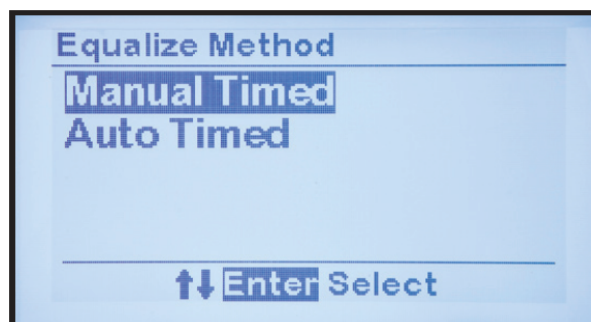 Equalize Method
Manual Timed
Auto Timed
↑↓ Enter Select